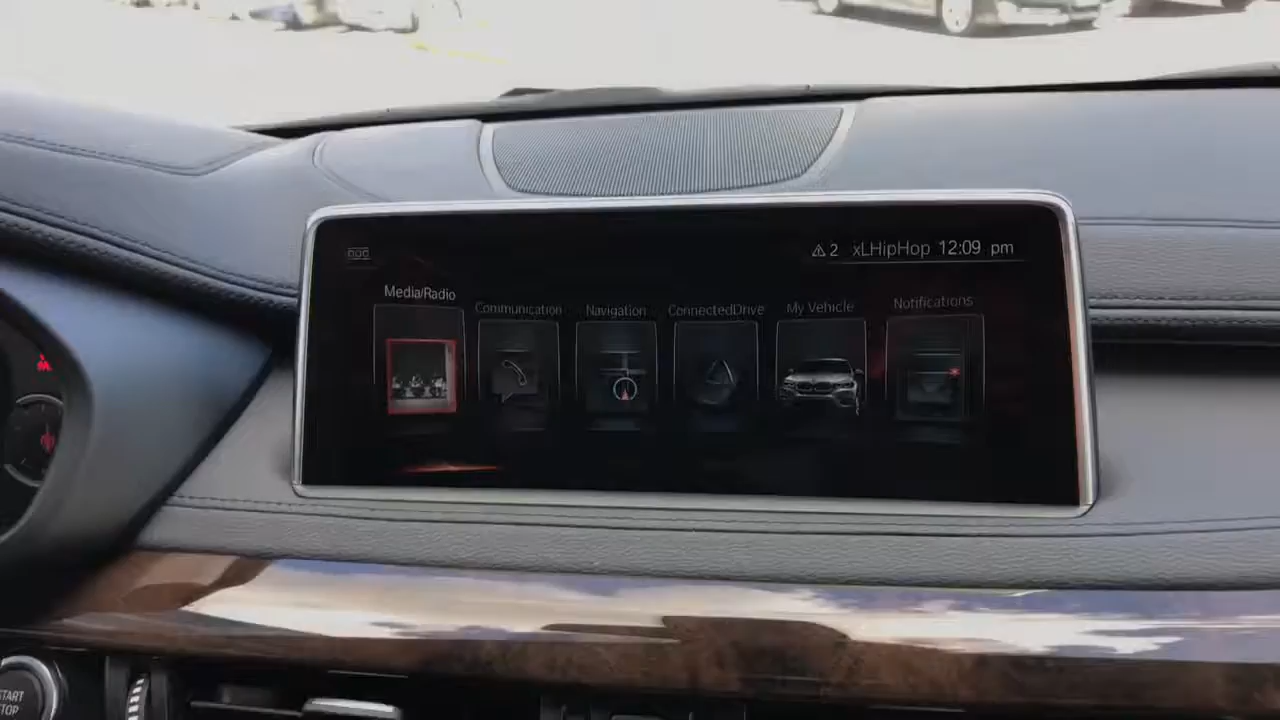 2 xLHipHop 12:09 pm
Media/Radio
Communication
Navigation
ConnectedDrive
My Vehicle
Notifications
START
STOP